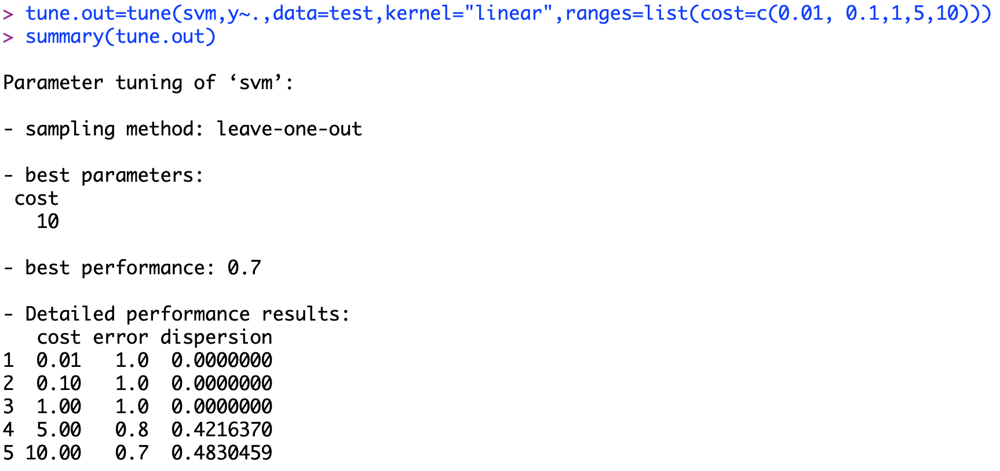 > tune.out=tune(svm,y~.,data=test,kernel="linear",ranges=list(cost=c(0.01, 0.1,1,5,10)))
> summary(tune.out)

Parameter tuning of ‘svm’:

- sampling method: leave-one-out

- best parameters:
 cost
   10

- best performance: 0.7

- Detailed performance results:
   cost error dispersion
1  0.01   1.0  0.0000000
2  0.10   1.0  0.0000000
3  1.00   1.0  0.0000000
4  5.00   0.8  0.4216370
5 10.00   0.7  0.4830459